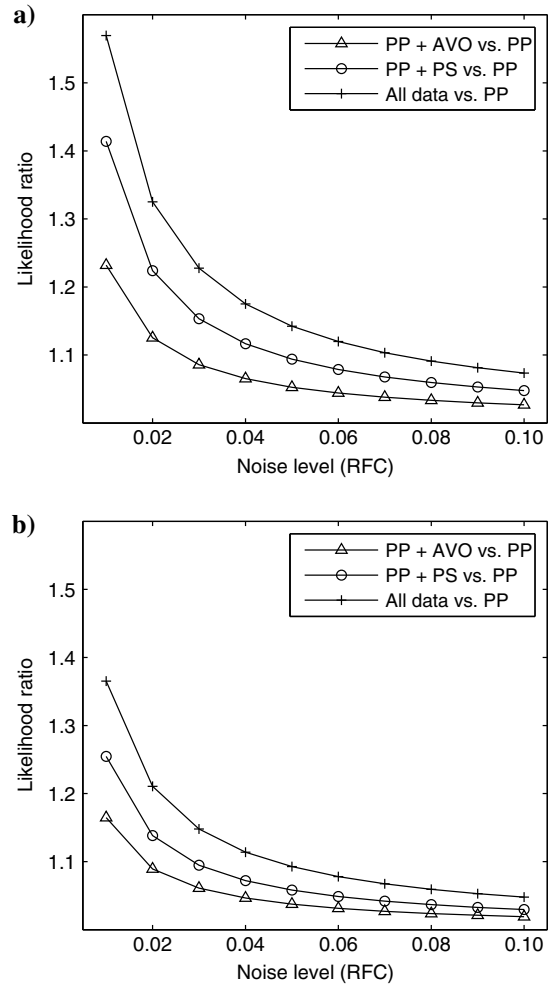 a)
PP + AVO vs. PP
PP + PS vs. PP
All data vs. PP
1.5
1.4
1.3
1.2
1.1
Likelihood ratio
0.02 0.04 0.06 0.08 0.10
Noise level (RFC)
b)
PP + AVO vs. PP
PP + PS vs. PP
All data vs. PP
1.5
1.4
1.3
1.2
1.1
Likelihood ratio
0.02 0.04 0.06 0.08 0.10
Noise level (RFC)